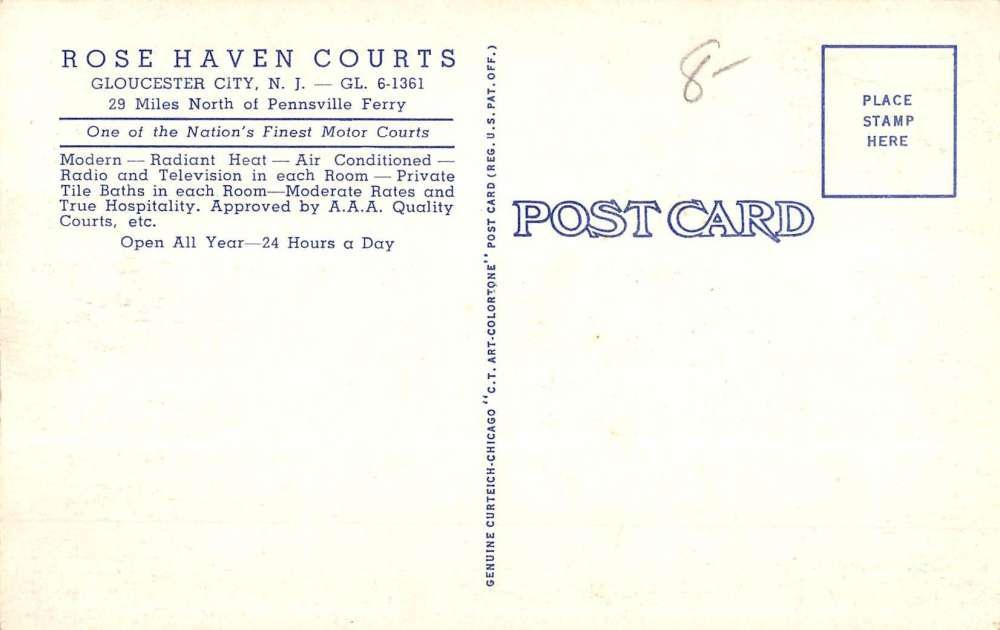 ROSE HAVEN COURTS
GLOUCESTER CITY, N. J. — GL. 6-1361
29 Miles North of Pennsville Ferry
One of the Nation's Finest Motor Courts
Modern — Radiant Heat — Air Conditioned —
Radio and Television in each Room — Private
Tile Baths in each Room—Moderate Rates and
True Hospitality. Approved by A.A.A. Quality
Courts, etc.
Open All Year—24 Hours a Day
GENUINE CURTEICH-CHICAGO "C.T. ART-COLORTONE" POST CARD (REG. U.S. PAT. OFF.)
8-
POST CARD
PLACE
STAMP
HERE